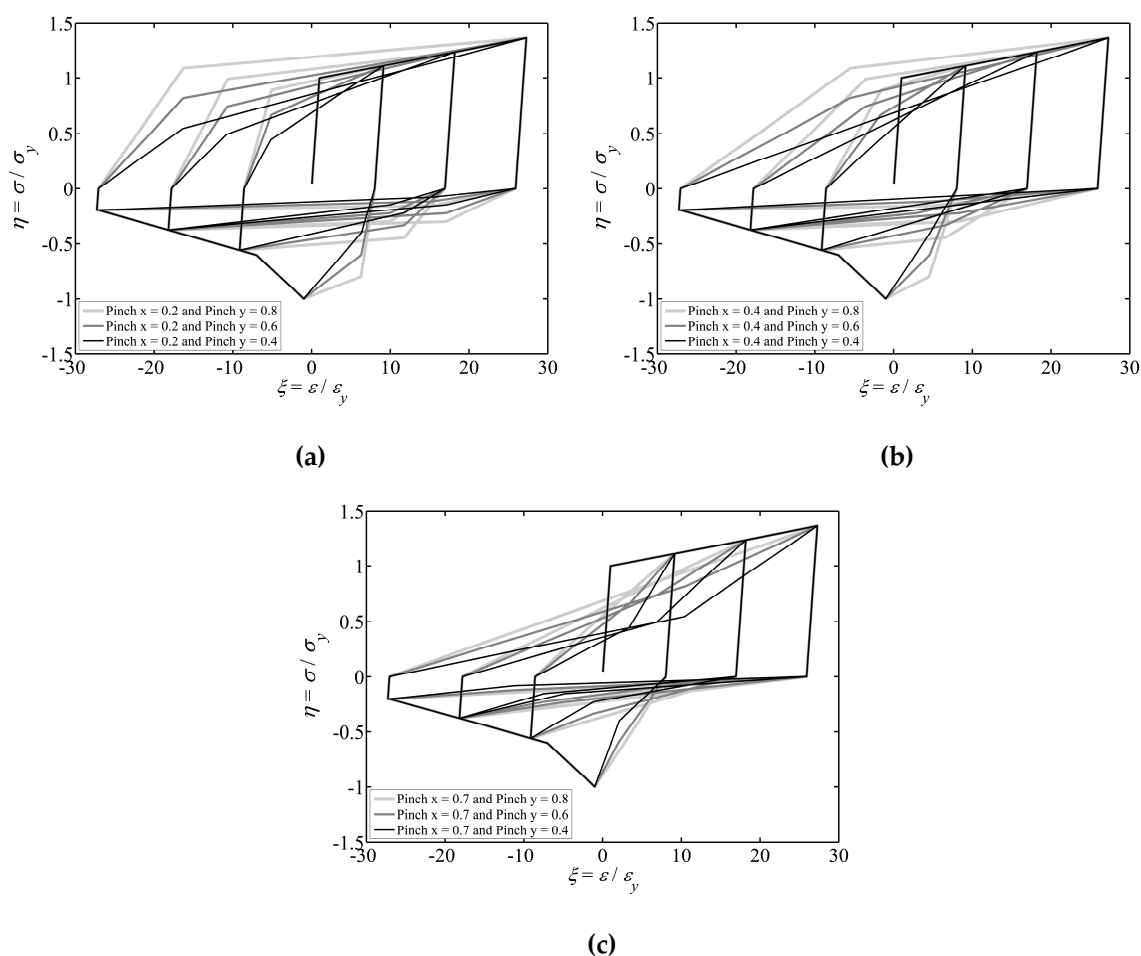 1.5
1
0.5
0
-0.5
-1
-1.5
η = σ / σy
Pinch x = 0.2 and Pinch y = 0.8
Pinch x = 0.2 and Pinch y = 0.6
Pinch x = 0.2 and Pinch y = 0.4
-30 -20 -10 0 10 20 30
ξ = ε / εy
(a)
1.5
1
0.5
0
-0.5
-1
-1.5
η = σ / σy
Pinch x = 0.4 and Pinch y = 0.8
Pinch x = 0.4 and Pinch y = 0.6
Pinch x = 0.4 and Pinch y = 0.4
-30 -20 -10 0 10 20 30
ξ = ε / εy
(b)
1.5
1
0.5
0
-0.5
-1
-1.5
η = σ / σy
Pinch x = 0.7 and Pinch y = 0.8
Pinch x = 0.7 and Pinch y = 0.6
Pinch x = 0.7 and Pinch y = 0.4
-30 -20 -10 0 10 20 30
ξ = ε / εy
(c)